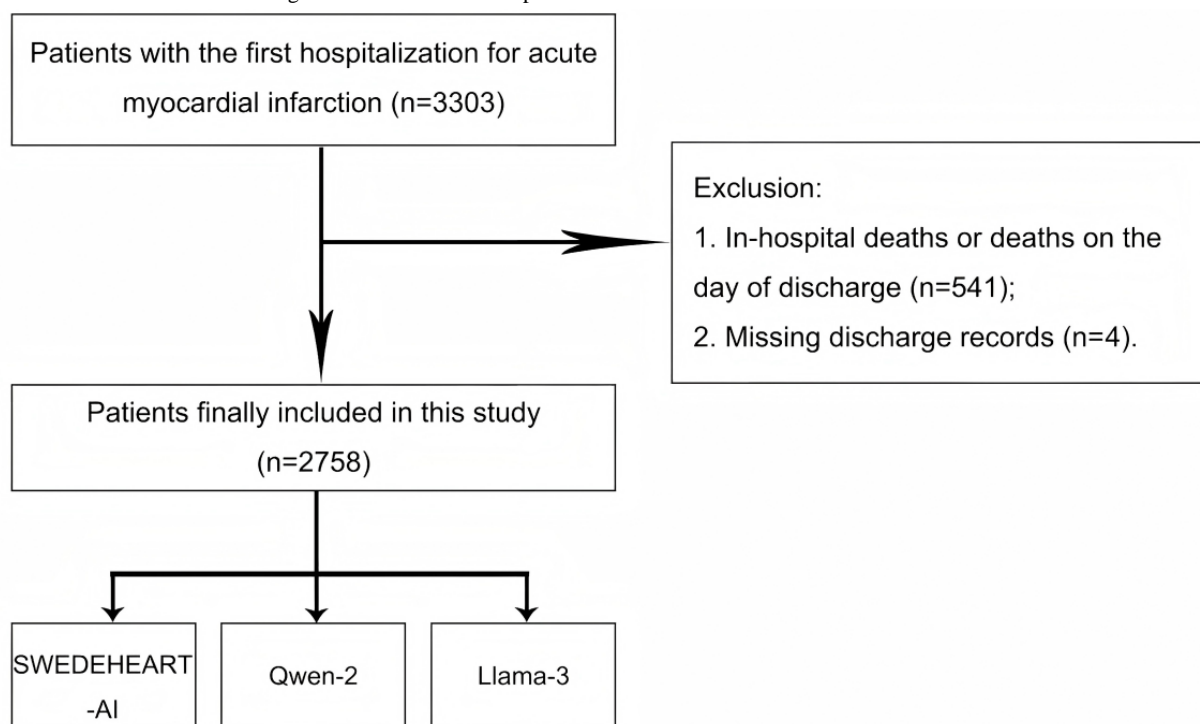 Patients with the first hospitalization for acute
myocardial infarction (n=3303)
Exclusion:
1. In-hospital deaths or deaths on the
day of discharge (n=541);
2. Missing discharge records (n=4).
Patients finally included in this study
(n=2758)
SWEDEHEART
-AI
Qwen-2
Llama-3